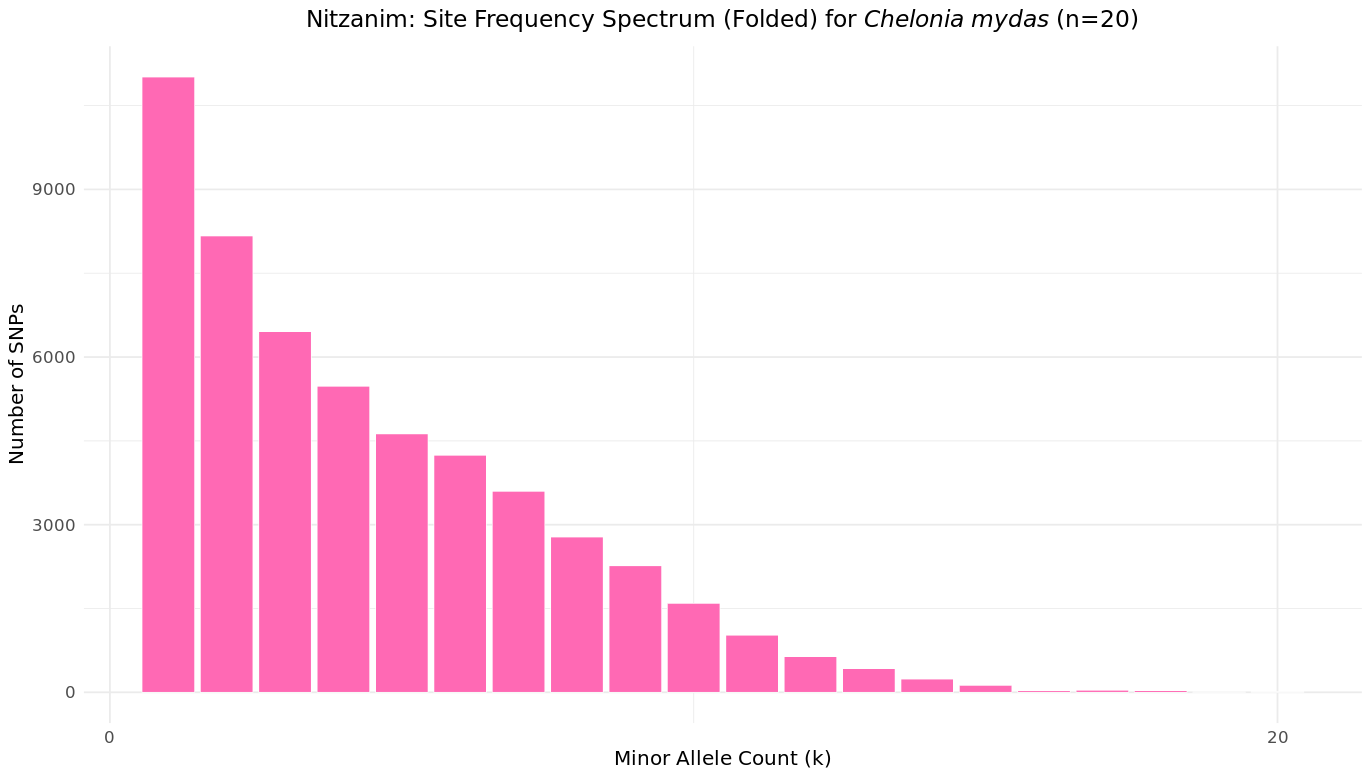 Nitzanim: Site Frequency Spectrum (Folded) for Chelonia mydas (n=20)
Number of SNPs
9000
6000
3000
0
0
20
Minor Allele Count (k)